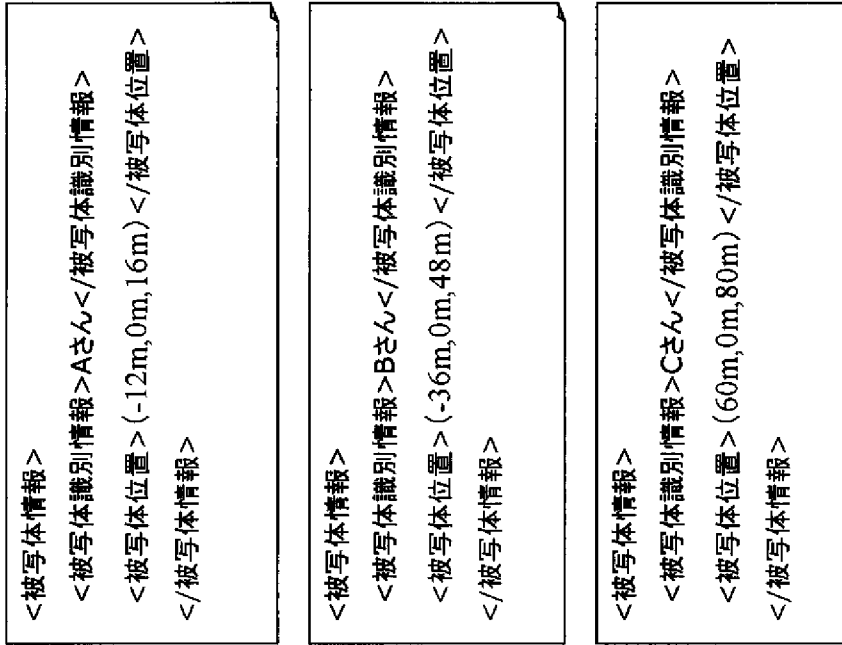 <被写体情報>
<被写体識別情報>Aさん</被写体識別情報>
<被写体位置>(-12m,0m,16m)</被写体位置>
</被写体情報>
<被写体情報>
<被写体識別情報>Bさん</被写体識別情報>
<被写体位置>(-36m,0m,48m)</被写体位置>
</被写体情報>
<被写体情報>
<被写体識別情報>Cさん</被写体識別情報>
<被写体位置>(60m,0m,80m)</被写体位置>
</被写体情報>